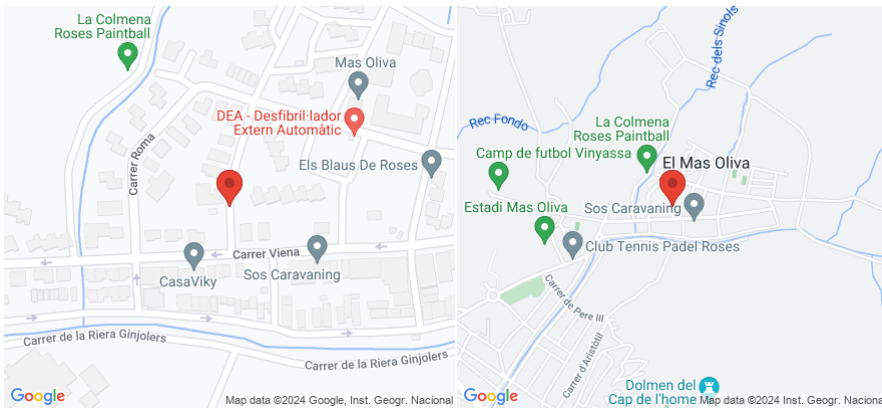 La Colmena
Roses Paintball
Mas Oliva
DEA - Desfibril·lador
Extern Automàtic
Carrer Roma
Els Blaus De Roses
Carrer Viena
CasaViky
Sos Caravaning
Carrer de la Riera Ginjolers
Carrer de la Riera Ginjolers
Google
Map data ©2024 Google, Inst. Geogr. Nacional
Rec dels Sinols
Rec Fondo
La Colmena
Roses Paintball
Camp de futbol Vinyassa
El Mas Oliva
Estadi Mas Oliva
Sos Caravaning
Club Tennis Padel Roses
Carrer de Pere III
Carrer d'Aristòtil
Dolmen del
Cap de l'home
Google
Map data ©2024 Google, Inst. Geogr. Nacional